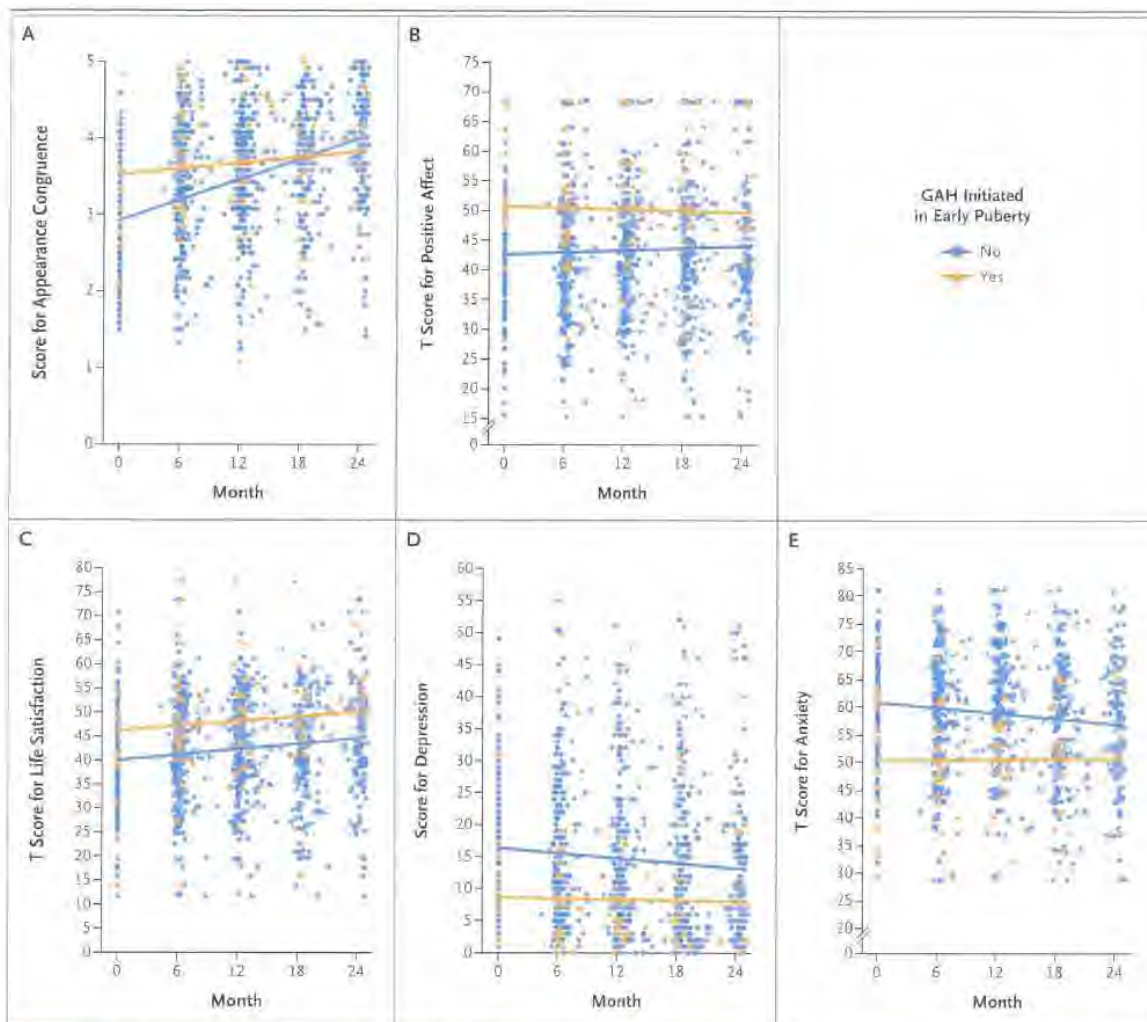 A
Score for Appearance Congruence
5
4
3
2
1
0
0 6 12 18 24
Month
B
T Score for Positive Affect
75
70
65
60
55
50
45
40
35
30
25
20
15
0
0 6 12 18 24
Month
GAH Initiated
in Early Puberty
No
Yes
C
T Score for Life Satisfaction
80
75
70
65
60
55
50
45
40
35
30
25
20
15
10
5
0
0 6 12 18 24
Month
D
Score for Depression
60
55
50
45
40
35
30
25
20
15
10
5
0
0 6 12 18 24
Month
E
T Score for Anxiety
85
80
75
70
65
60
55
50
45
40
35
30
20
0
0 6 12 18 24
Month